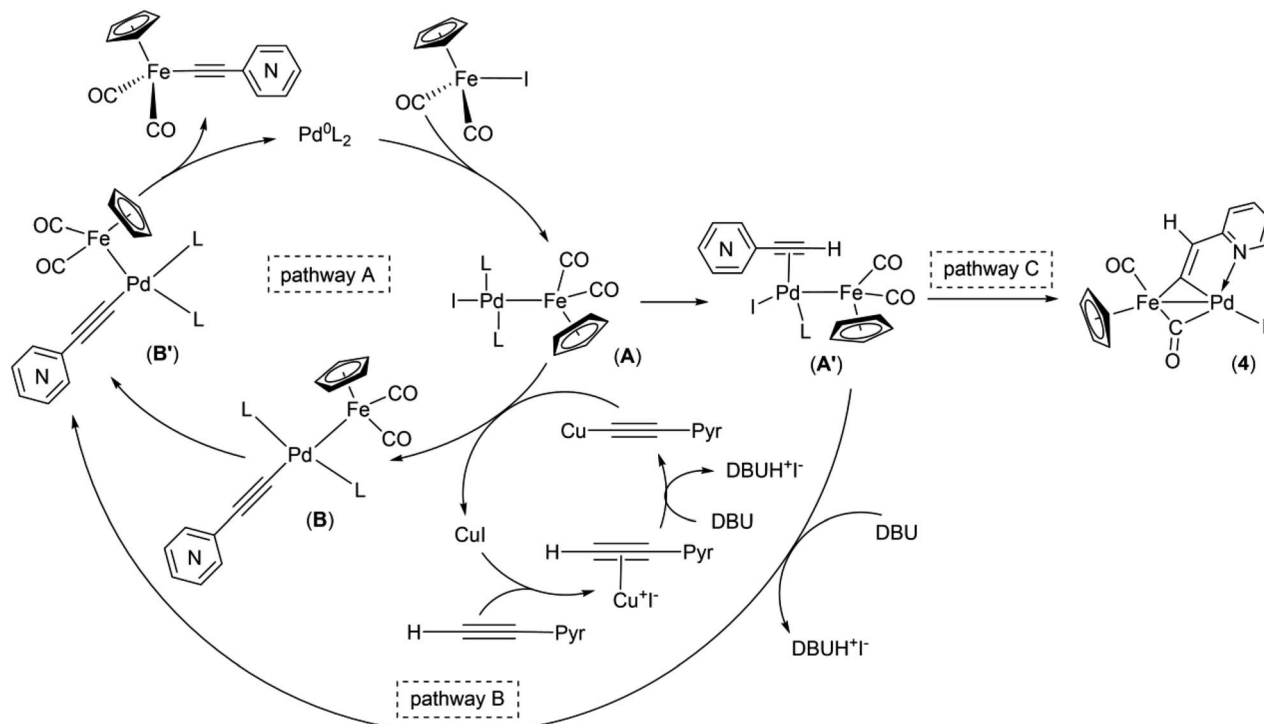 Fe
N
OC
CO
Fe
I
OC
CO
Pd⁰L₂
OC
OC
Fe
L
Pd
L
N
(B')
pathway A
L
I
Pd
L
Fe
CO
CO
(A)
N
H
Pd
I
L
Fe
CO
CO
(A')
pathway C
H
N
OC
Fe
Pd
I
C
O
(4)
L
Fe
CO
CO
Pd
L
N
(B)
Cu
Pyr
DBUH⁺I⁻
DBU
CuI
H
Pyr
Cu⁺I⁻
H
Pyr
DBU
DBUH⁺I⁻
pathway B